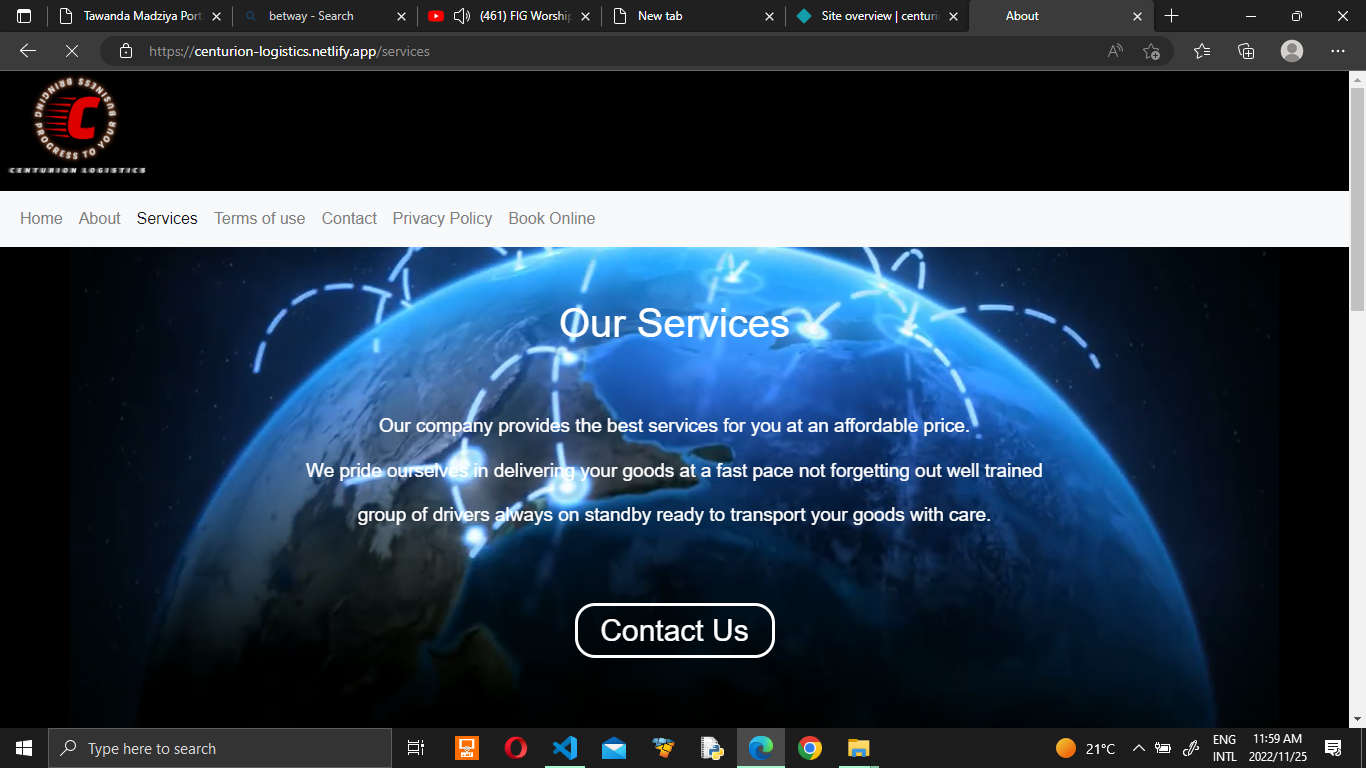 Tawanda Madziya Port
betway - Search
(461) FIG Worship
New tab
Site overview | centuri
About
https://centurion-logistics.netlify.app/services
BUSINESS BRINGING PROGRESS TO YOUR
C
CENTURION LOGISTICS
Home About Services Terms of use Contact Privacy Policy Book Online
Our Services
Our company provides the best services for you at an affordable price.
We pride ourselves in delivering your goods at a fast pace not forgetting out well trained
group of drivers always on standby ready to transport your goods with care.
Contact Us
Type here to search
21°C
ENG
INTL
11:59 AM
2022/11/25